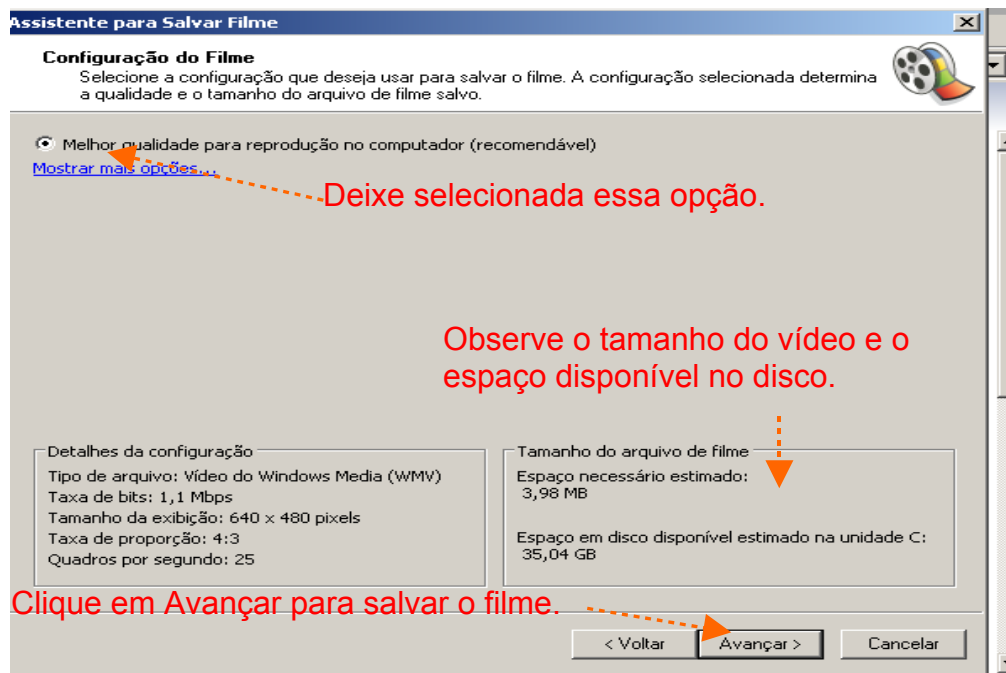 Assistente para Salvar Filme
Configuração do Filme
Selecione a configuração que deseja usar para salvar o filme. A configuração selecionada determina
a qualidade e o tamanho do arquivo de filme salvo.
Melhor qualidade para reprodução no computador (recomendável)
Mostrar mais opções...
Deixe selecionada essa opção.
Observe o tamanho do vídeo e o
espaço disponível no disco.
Detalhes da configuração
Tipo de arquivo: Vídeo do Windows Media (WMV)
Taxa de bits: 1,1 Mbps
Tamanho da exibição: 640 x 480 pixels
Taxa de proporção: 4:3
Quadros por segundo: 25
Tamanho do arquivo de filme
Espaço necessário estimado:
3,98 MB
Espaço em disco disponível estimado na unidade C:
35,04 GB
Clique em Avançar para salvar o filme.
< Voltar
Avançar >
Cancelar